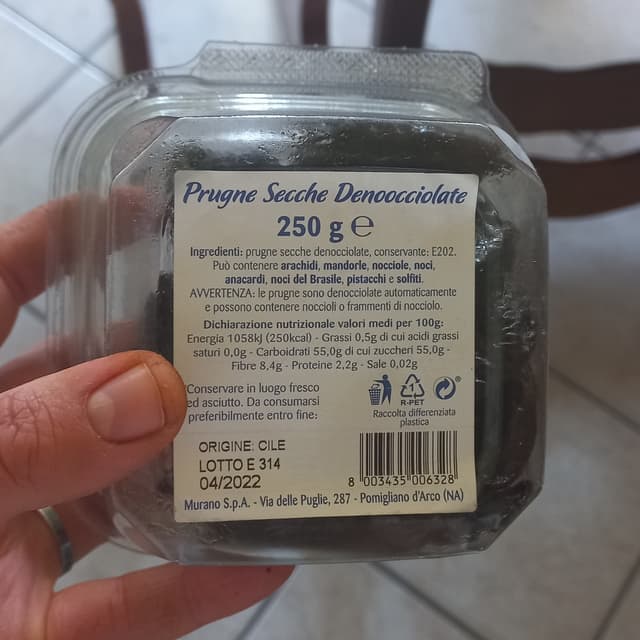 Prugne Secche Denoocciolate
250 g ℮
Ingredienti: prugne secche denocciolate, conservante: E202.
Può contenere arachidi, mandorle, nocciole, noci,
anacardi, noci del Brasile, pistacchi e solfiti.
AVVERTENZA: le prugne sono denocciolate automaticamente
e possono contenere noccioli o frammenti di nocciolo.
Dichiarazione nutrizionale valori medi per 100g:
Energia 1058kJ (250kcal) - Grassi 0,5g di cui acidi grassi
saturi 0,0g - Carboidrati 55,0g di cui zuccheri 55,0g -
Fibre 8,4g - Proteine 2,2g - Sale 0,02g
Conservare in luogo fresco
ed asciutto. Da consumarsi
preferibilmente entro fine:
1
R-PET
Raccolta differenziata
plastica
ORIGINE: CILE
LOTTO E 314
04/2022
8 003435 006328
Murano S.p.A. - Via delle Puglie, 287 - Pomigliano d'Arco (NA)